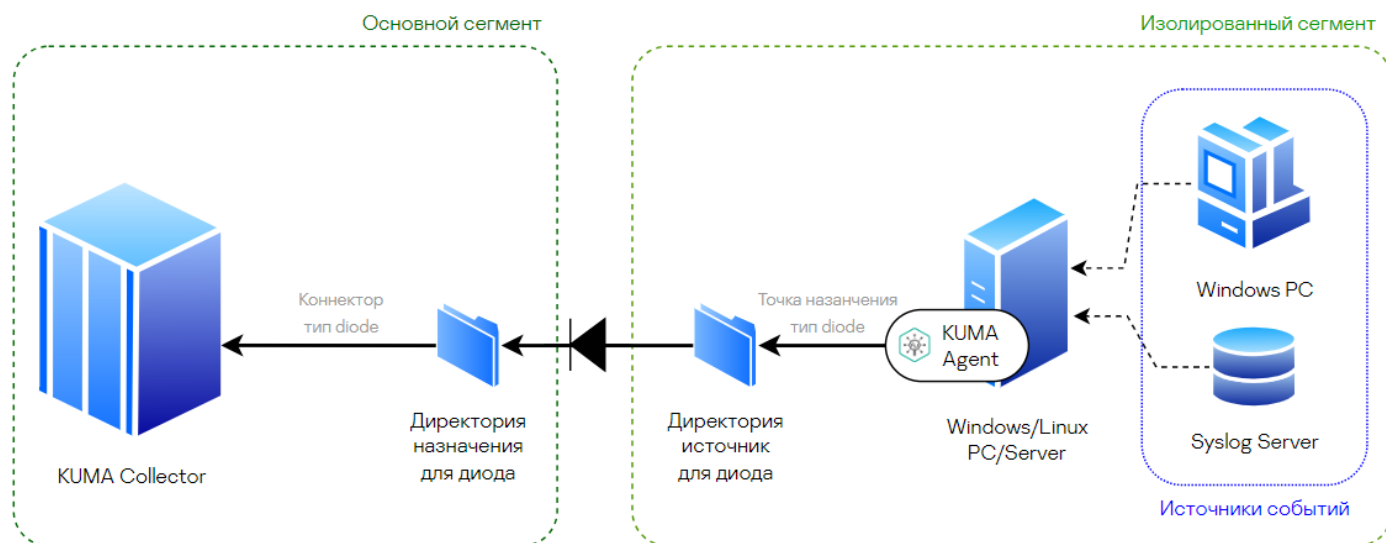 Основной сегмент
Изолированный сегмент
Коннектор
тип diode
Точка назанчения
тип diode
KUMA
Agent
Windows PC
Syslog Server
KUMA Collector
Директория
назначения
для диода
Директория
источник
для диода
Windows/Linux
PC/Server
Источники событий